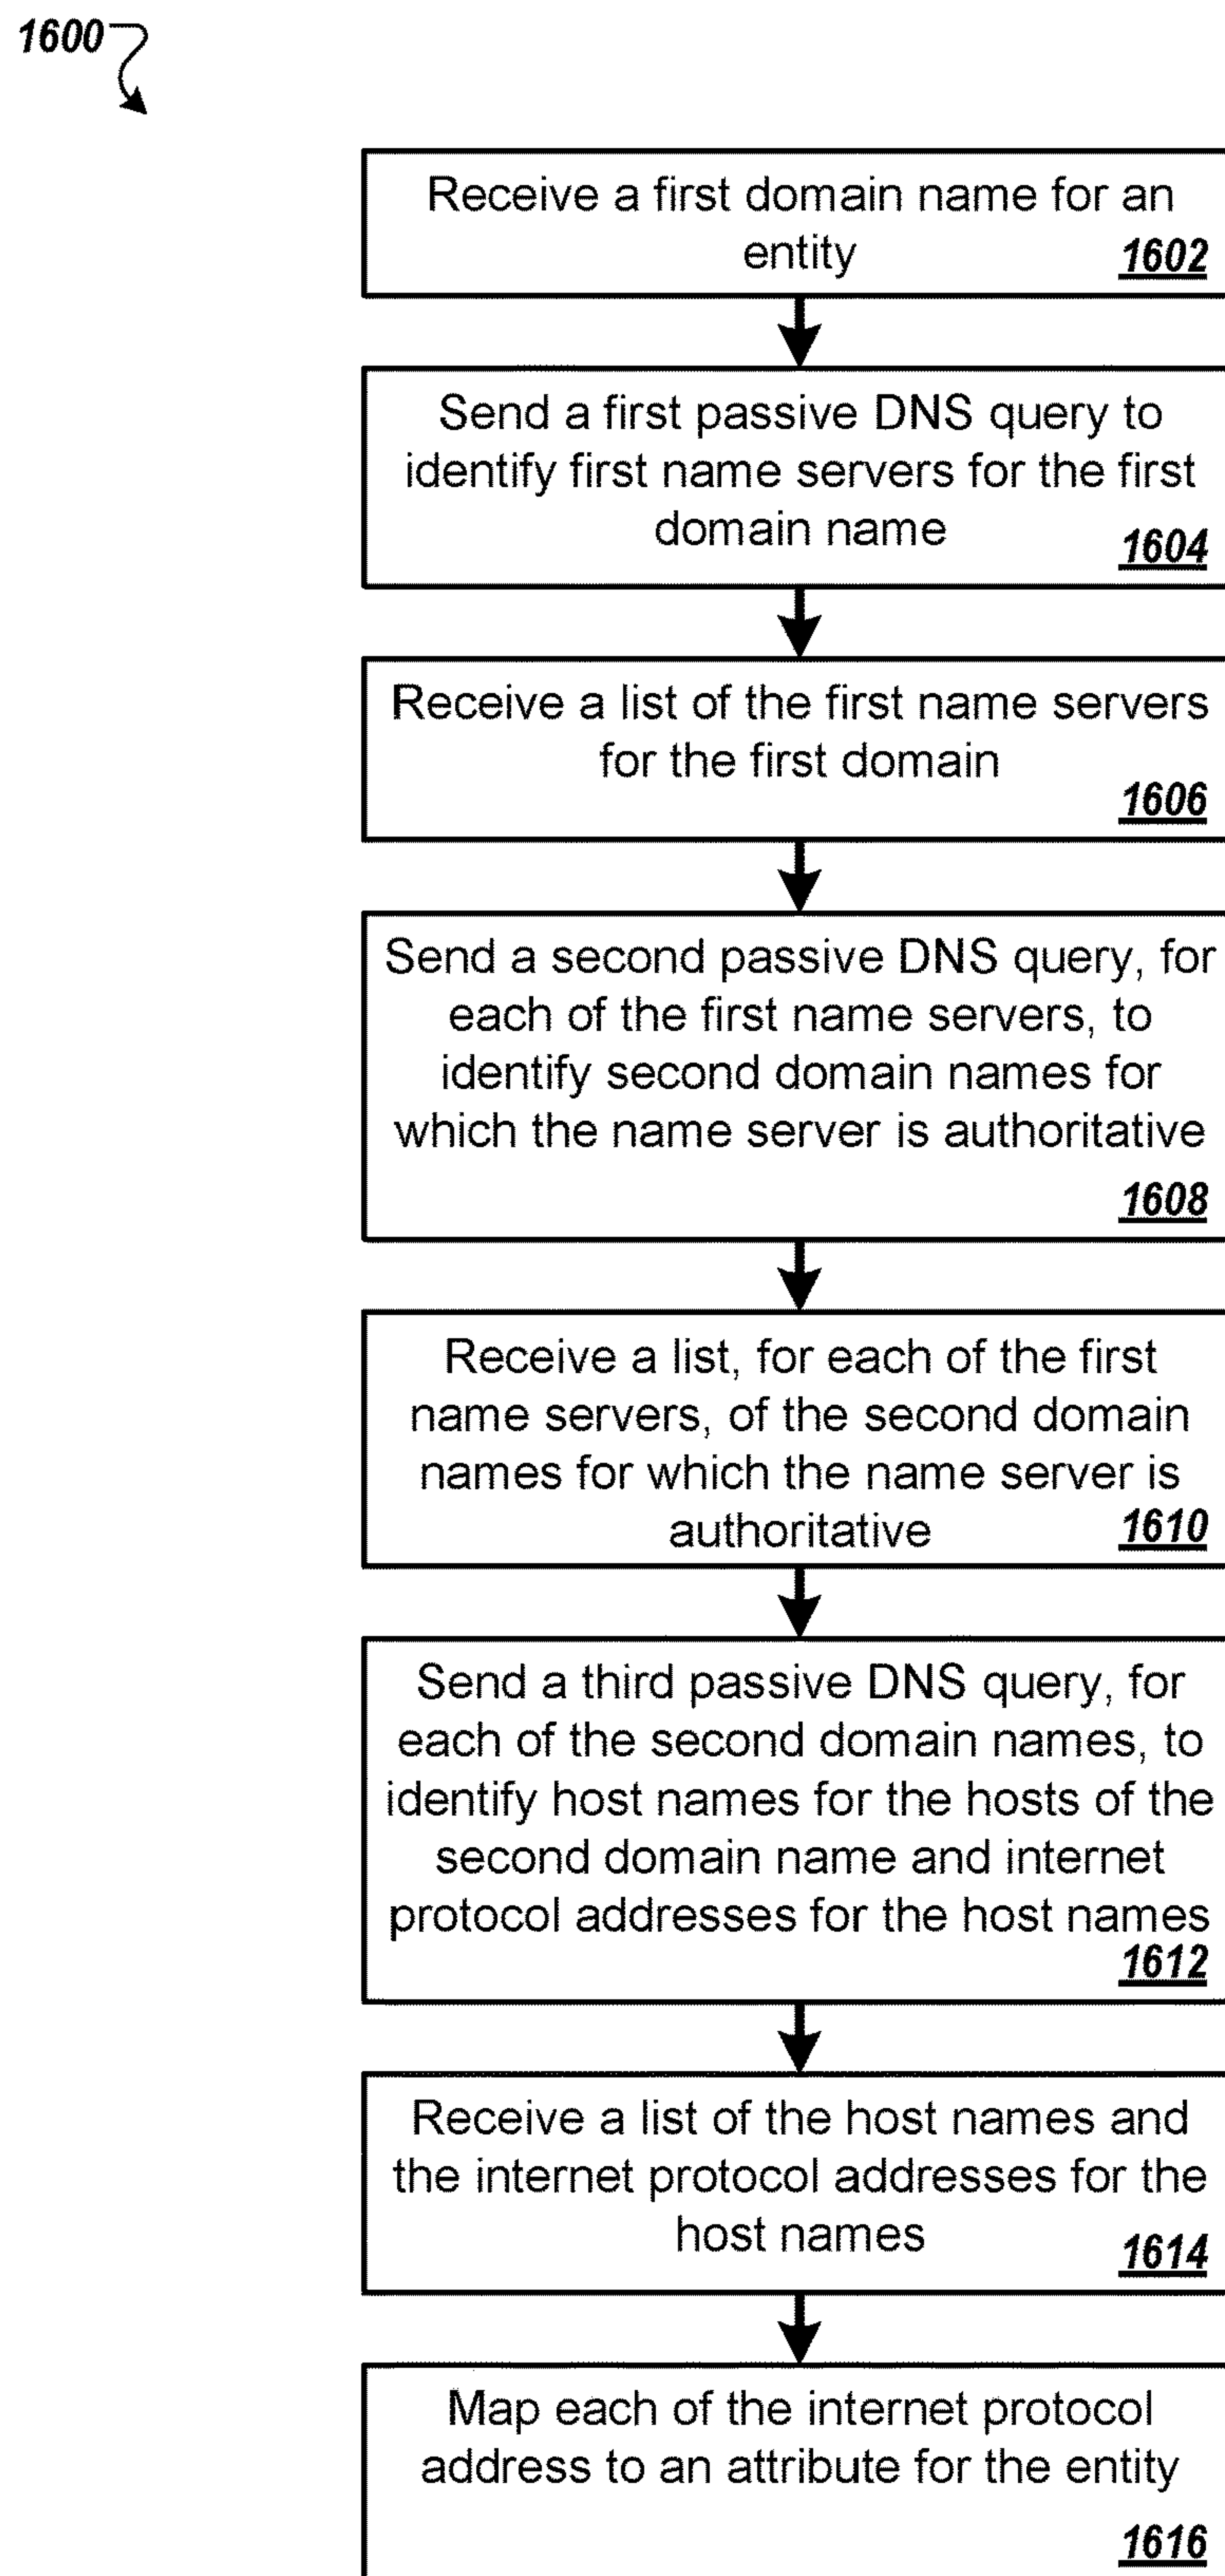 1600
Receive a first domain name for an
entity
1602
Send a first passive DNS query to
identify first name servers for the first
domain name
1604
Receive a list of the first name servers
for the first domain
1606
Send a second passive DNS query, for
each of the first name servers, to
identify second domain names for
which the name server is authoritative
1608
Receive a list, for each of the first
name servers, of the second domain
names for which the name server is
authoritative
1610
Send a third passive DNS query, for
each of the second domain names, to
identify host names for the hosts of the
second domain name and internet
protocol addresses for the host names
1612
Receive a list of the host names and
the internet protocol addresses for the
host names
1614
Map each of the internet protocol
address to an attribute for the entity
1616